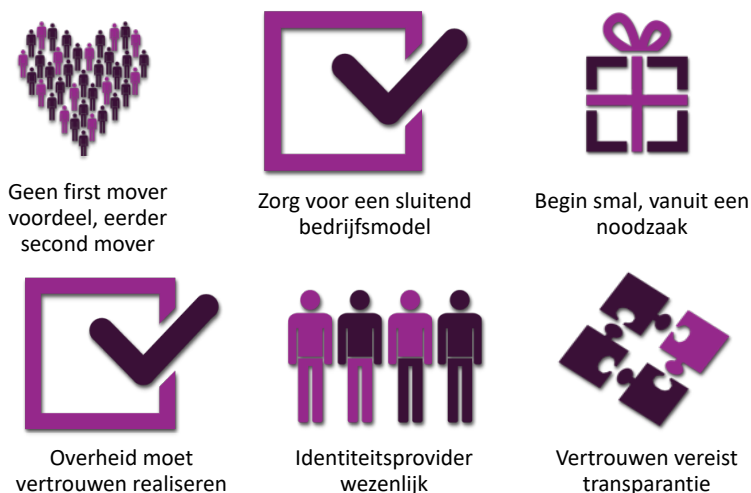 Geen first mover
voordeel, eerder
second mover
Zorg voor een sluitend
bedrijfsmodel
Begin smal, vanuit een
noodzaak
Overheid moet
vertrouwen realiseren
Identiteitsprovider
wezenlijk
Vertrouwen vereist
transparantie